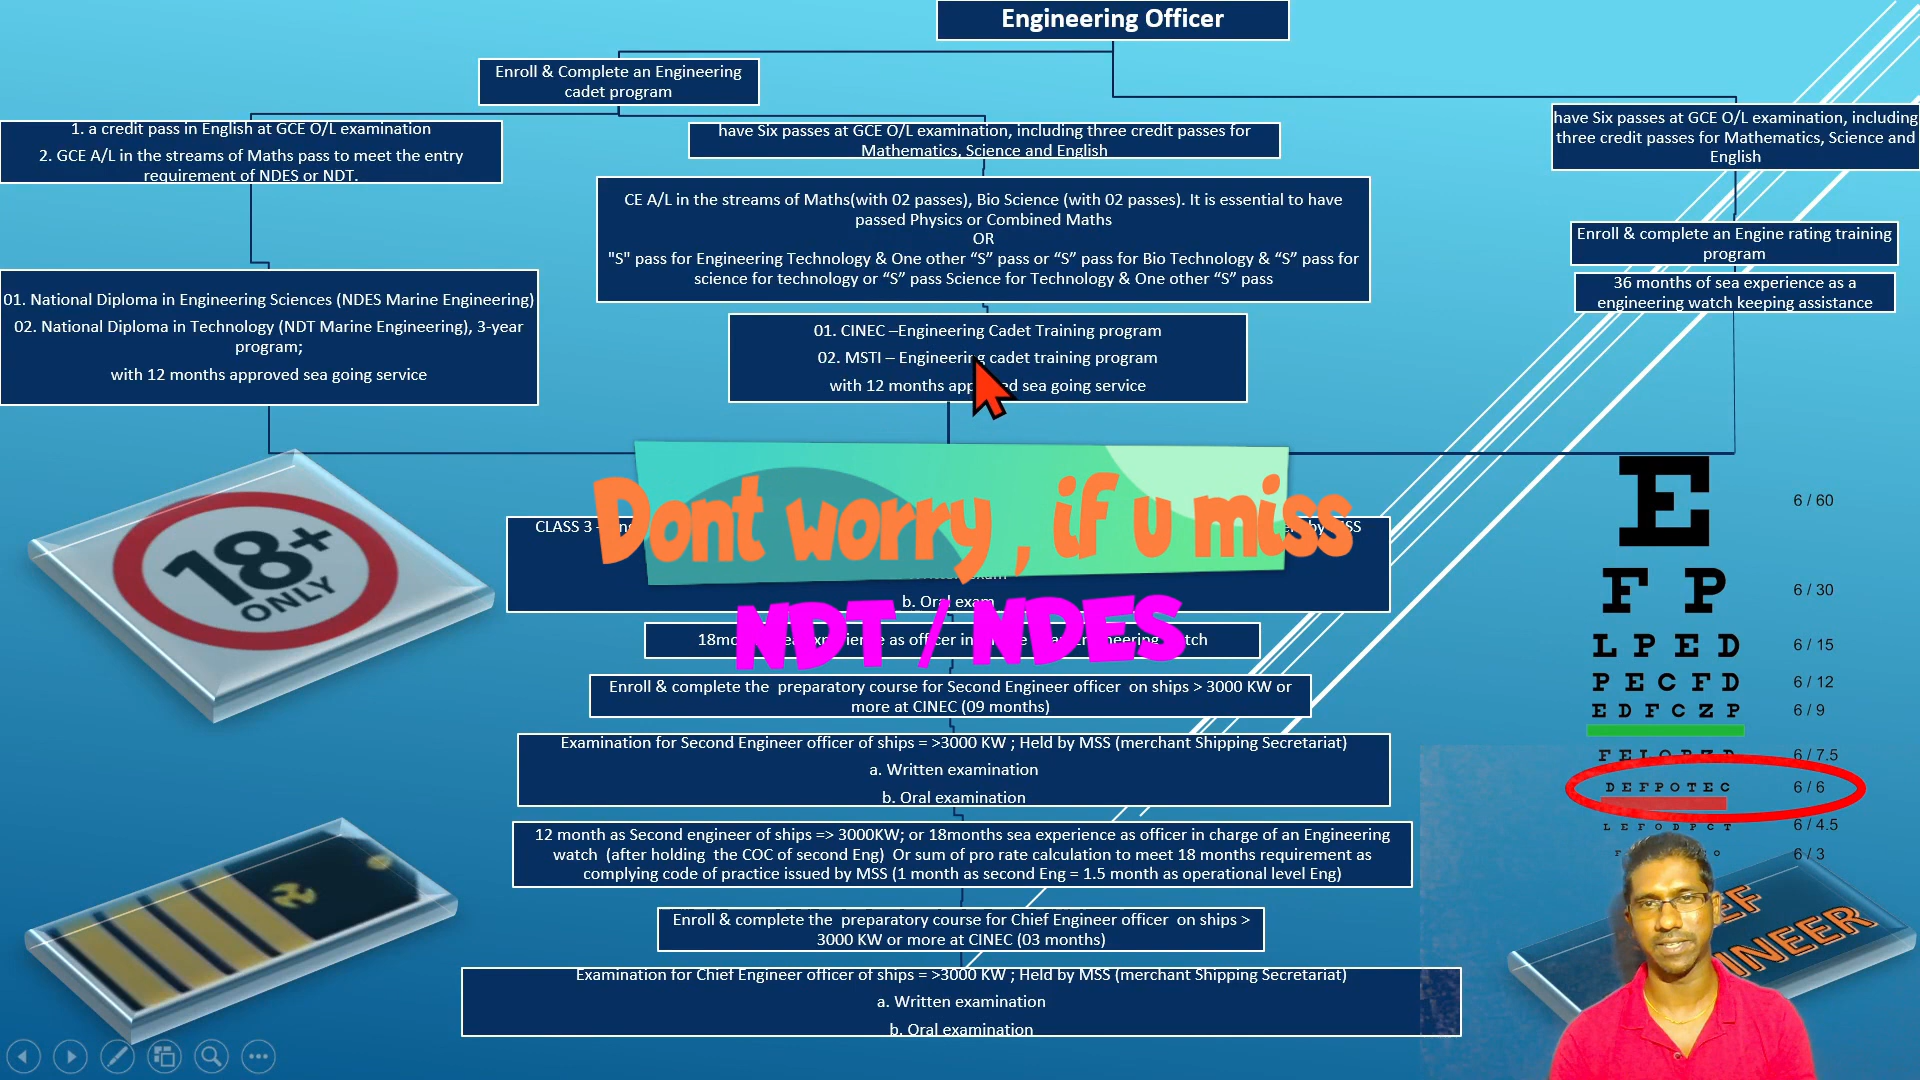 Engineering Officer
Enroll & Complete an Engineering
cadet program
1. a credit pass in English at GCE O/L examination
2. GCE A/L in the streams of Maths pass to meet the entry
requirement of NDES or NDT.
have Six passes at GCE O/L examination, including three credit passes for
Mathematics, Science and English
have Six passes at GCE O/L examination, including
three credit passes for Mathematics, Science and
English
CE A/L in the streams of Maths(with 02 passes), Bio Science (with 02 passes). It is essential to have
passed Physics or Combined Maths
OR
"S" pass for Engineering Technology & One other “S” pass or “S” pass for Bio Technology & “S” pass for
science for technology or “S” pass Science for Technology & One other “S” pass
Enroll & complete an Engine rating training
program
36 months of sea experience as a
engineering watch keeping assistance
01. National Diploma in Engineering Sciences (NDES Marine Engineering)
02. National Diploma in Technology (NDT Marine Engineering), 3-year
program;
with 12 months approved sea going service
01. CINEC –Engineering Cadet Training program
02. MSTI – Engineering cadet training program
with 12 months approved sea going service
Dont worry , if u miss
NDT / NDES
CLASS 3
b. Oral exam
Enroll & complete the preparatory course for Second Engineer officer on ships > 3000 KW or
more at CINEC (09 months)
Examination for Second Engineer officer of ships = >3000 KW ; Held by MSS (merchant Shipping Secretariat)
a. Written examination
b. Oral examination
12 month as Second engineer of ships => 3000KW; or 18months sea experience as officer in charge of an Engineering
watch (after holding the COC of second Eng) Or sum of pro rate calculation to meet 18 months requirement as
complying code of practice issued by MSS (1 month as second Eng = 1.5 month as operational level Eng)
Enroll & complete the preparatory course for Chief Engineer officer on ships >
3000 KW or more at CINEC (03 months)
Examination for Chief Engineer officer of ships = >3000 KW ; Held by MSS (merchant Shipping Secretariat)
a. Written examination
b. Oral examination
18+
ONLY
E 6 / 60
F P 6 / 30
L P E D 6 / 15
P E C F D 6 / 12
E D F C Z P 6 / 9
6 / 7.5
D E F P O T E C 6 / 6
L E F O D P C T 6 / 4.5
6 / 3